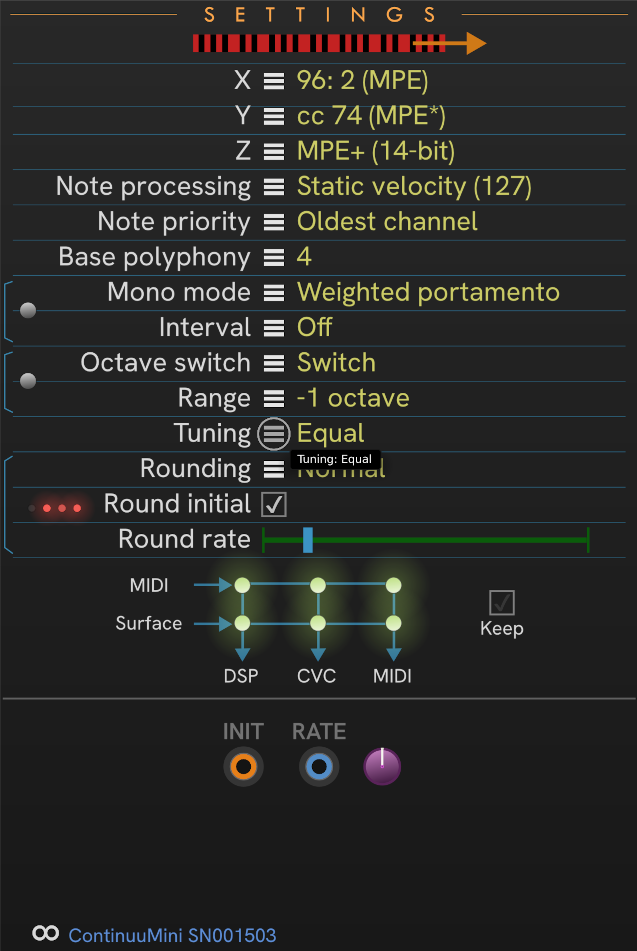 SETTINGS
X 96: 2 (MPE)
Y cc 74 (MPE*)
Z MPE+ (14-bit)
Note processing Static velocity (127)
Note priority Oldest channel
Base polyphony 4
Mono mode Weighted portamento
Interval Off
Octave switch Switch
Range -1 octave
Tuning Equal
Tuning: Equal
Rounding Normal
Round initial
Round rate
MIDI
Surface
Keep
DSP CVC MIDI
INIT RATE
ContinuuMini SN001503